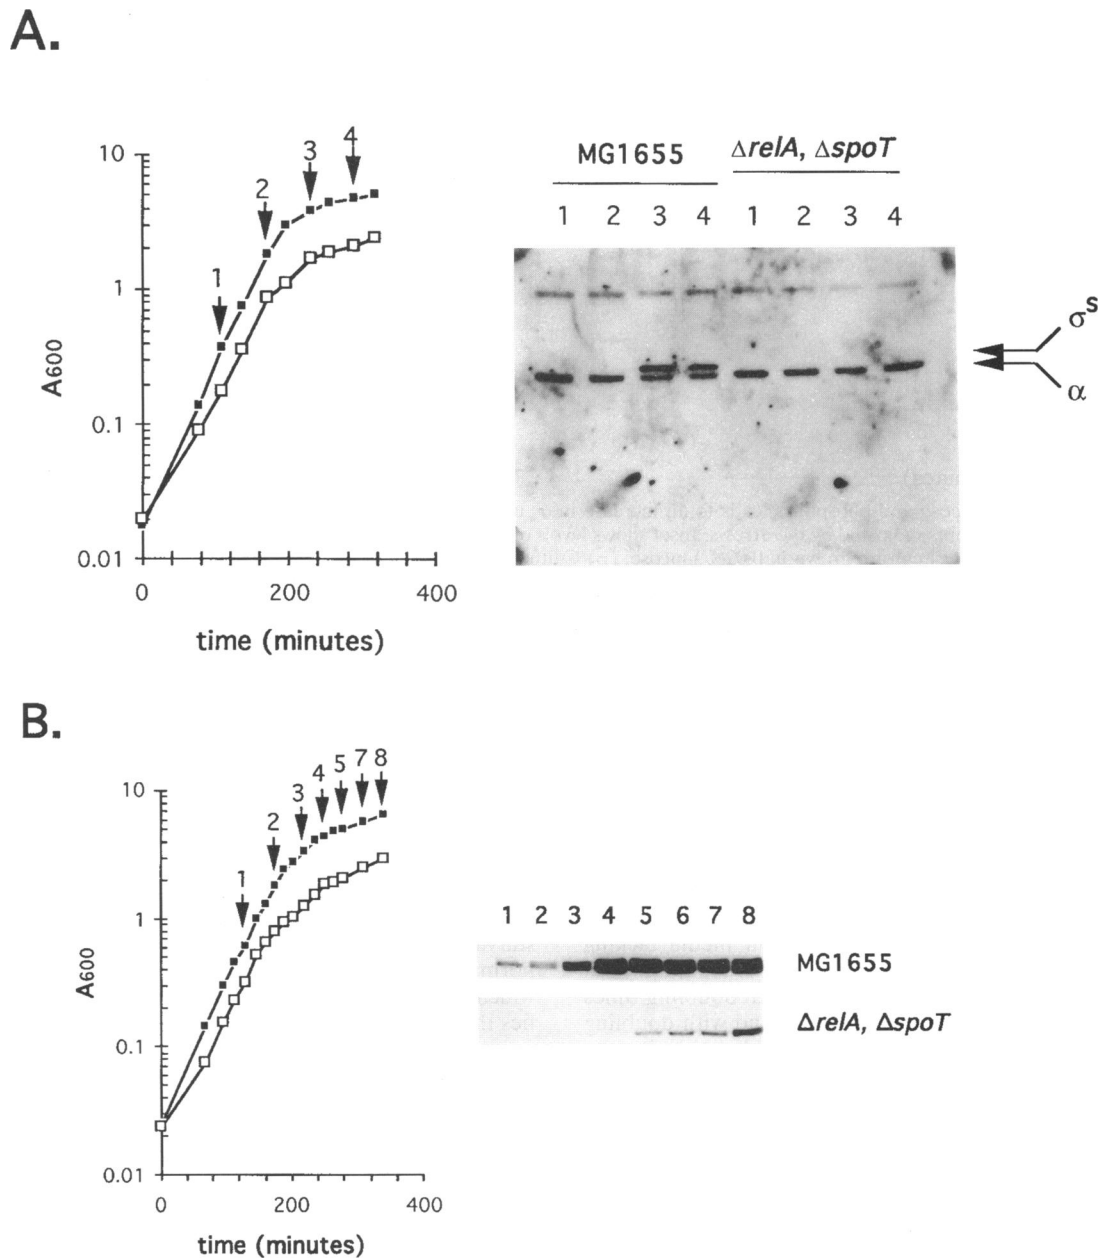 A.
10
1
0.1
0.01
A600
0 200 400
time (minutes)
1
2
3
4
MG1655 ΔrelA, ΔspoT
1 2 3 4 1 2 3 4
σS
α
B.
10
1
0.1
0.01
A600
0 200 400
time (minutes)
1
2
3
4
5
7
8
1 2 3 4 5 6 7 8
MG1655
ΔrelA, ΔspoT